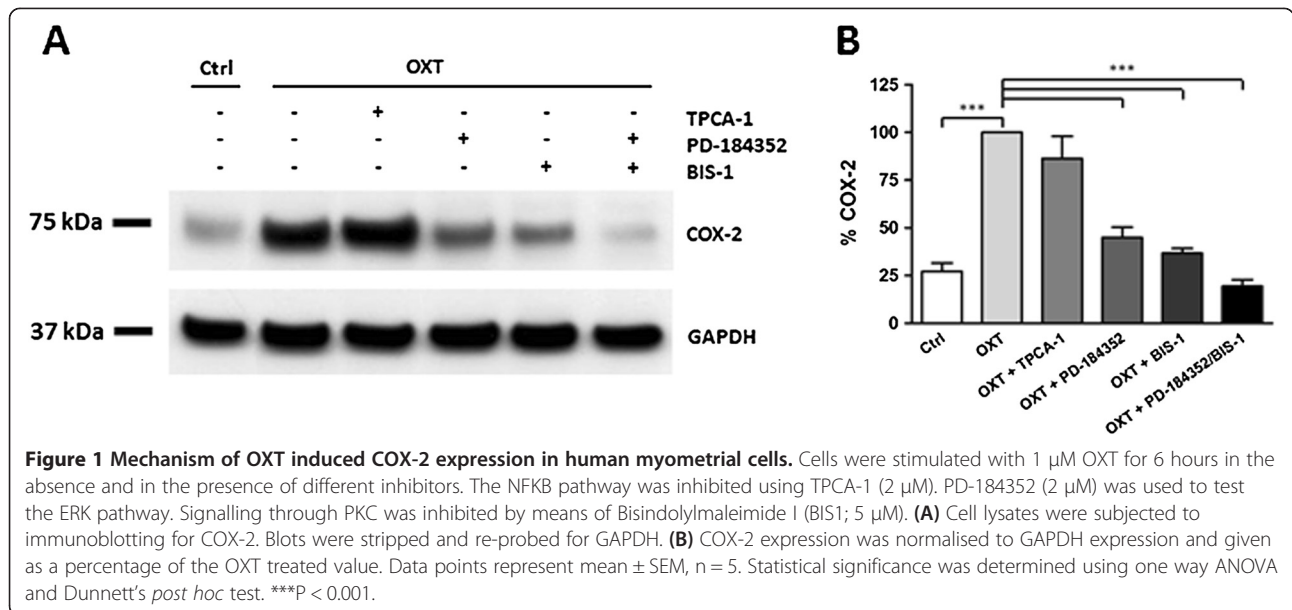 A
Ctrl OXT
- - + - - - TPCA-1
- - - + - + PD-184352
- - - - + + BIS-1
75 kDa COX-2
37 kDa GAPDH
B
***
***
125
100
75
50
25
0
% COX-2
Ctrl
OXT
OXT + TPCA-1
OXT + PD-184352
OXT + BIS-1
OXT + PD-184352/BIS-1
Figure 1 Mechanism of OXT induced COX-2 expression in human myometrial cells. Cells were stimulated with 1 μM OXT for 6 hours in the
absence and in the presence of different inhibitors. The NFKB pathway was inhibited using TPCA-1 (2 μM). PD-184352 (2 μM) was used to test
the ERK pathway. Signalling through PKC was inhibited by means of Bisindolylmaleimide I (BIS1; 5 μM). (A) Cell lysates were subjected to
immunoblotting for COX-2. Blots were stripped and re-probed for GAPDH. (B) COX-2 expression was normalised to GAPDH expression and given
as a percentage of the OXT treated value. Data points represent mean ± SEM, n = 5. Statistical significance was determined using one way ANOVA
and Dunnett's post hoc test. ***P < 0.001.